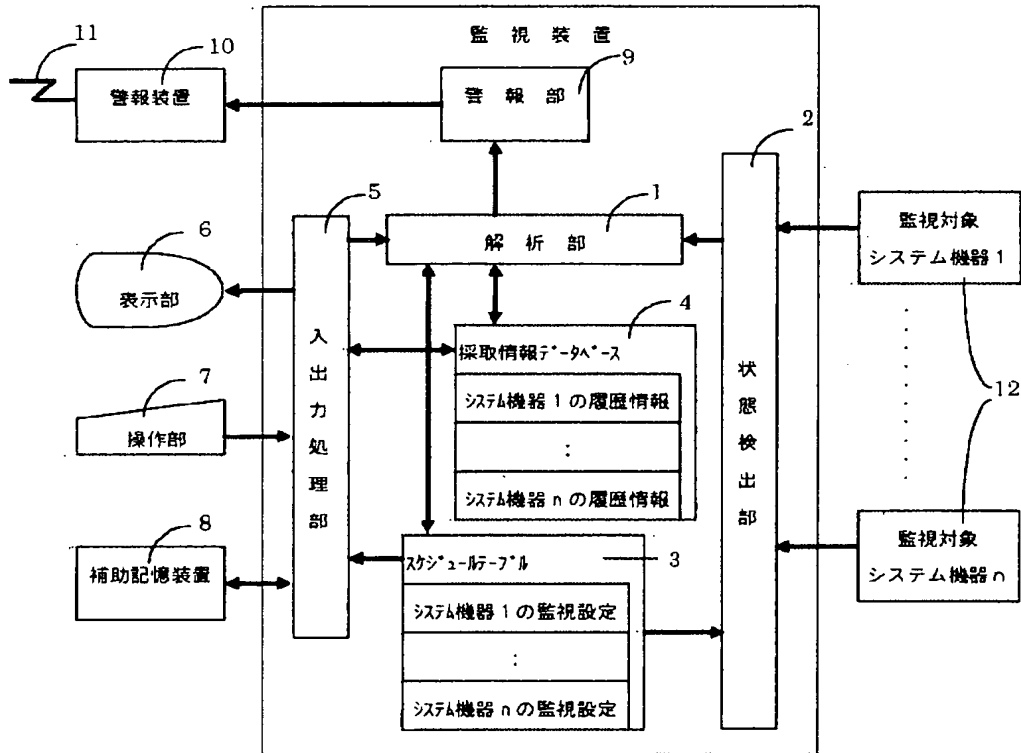 監視装置
11
10
警報装置
9
警報部
2
5
1
解析部
監視対象
システム機器1
6
表示部
4
採取情報データベース
システム機器1の履歴情報
:
システム機器nの履歴情報
入出力処理部
状態検出部
12
7
操作部
監視対象
システム機器n
8
補助記憶装置
3
スケジュールテーブル
システム機器1の監視設定
:
システム機器nの監視設定